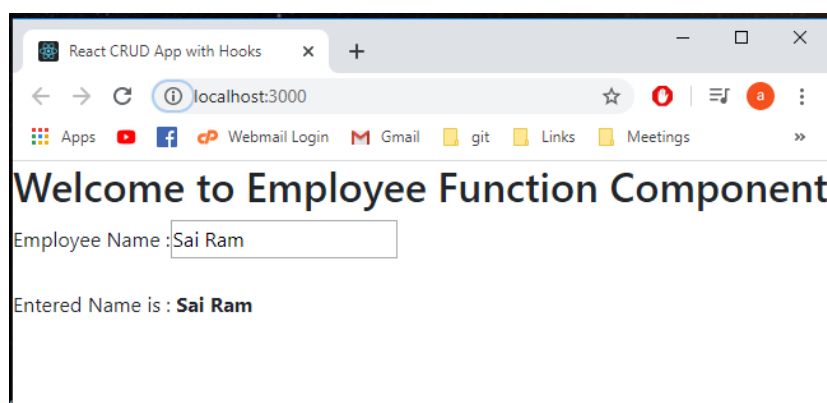 React CRUD App with Hooks
localhost:3000
a
Apps
f
cP Webmail Login
M Gmail
git
Links
Meetings
»
Welcome to Employee Function Component
Employee Name :Sai Ram
Entered Name is : Sai Ram